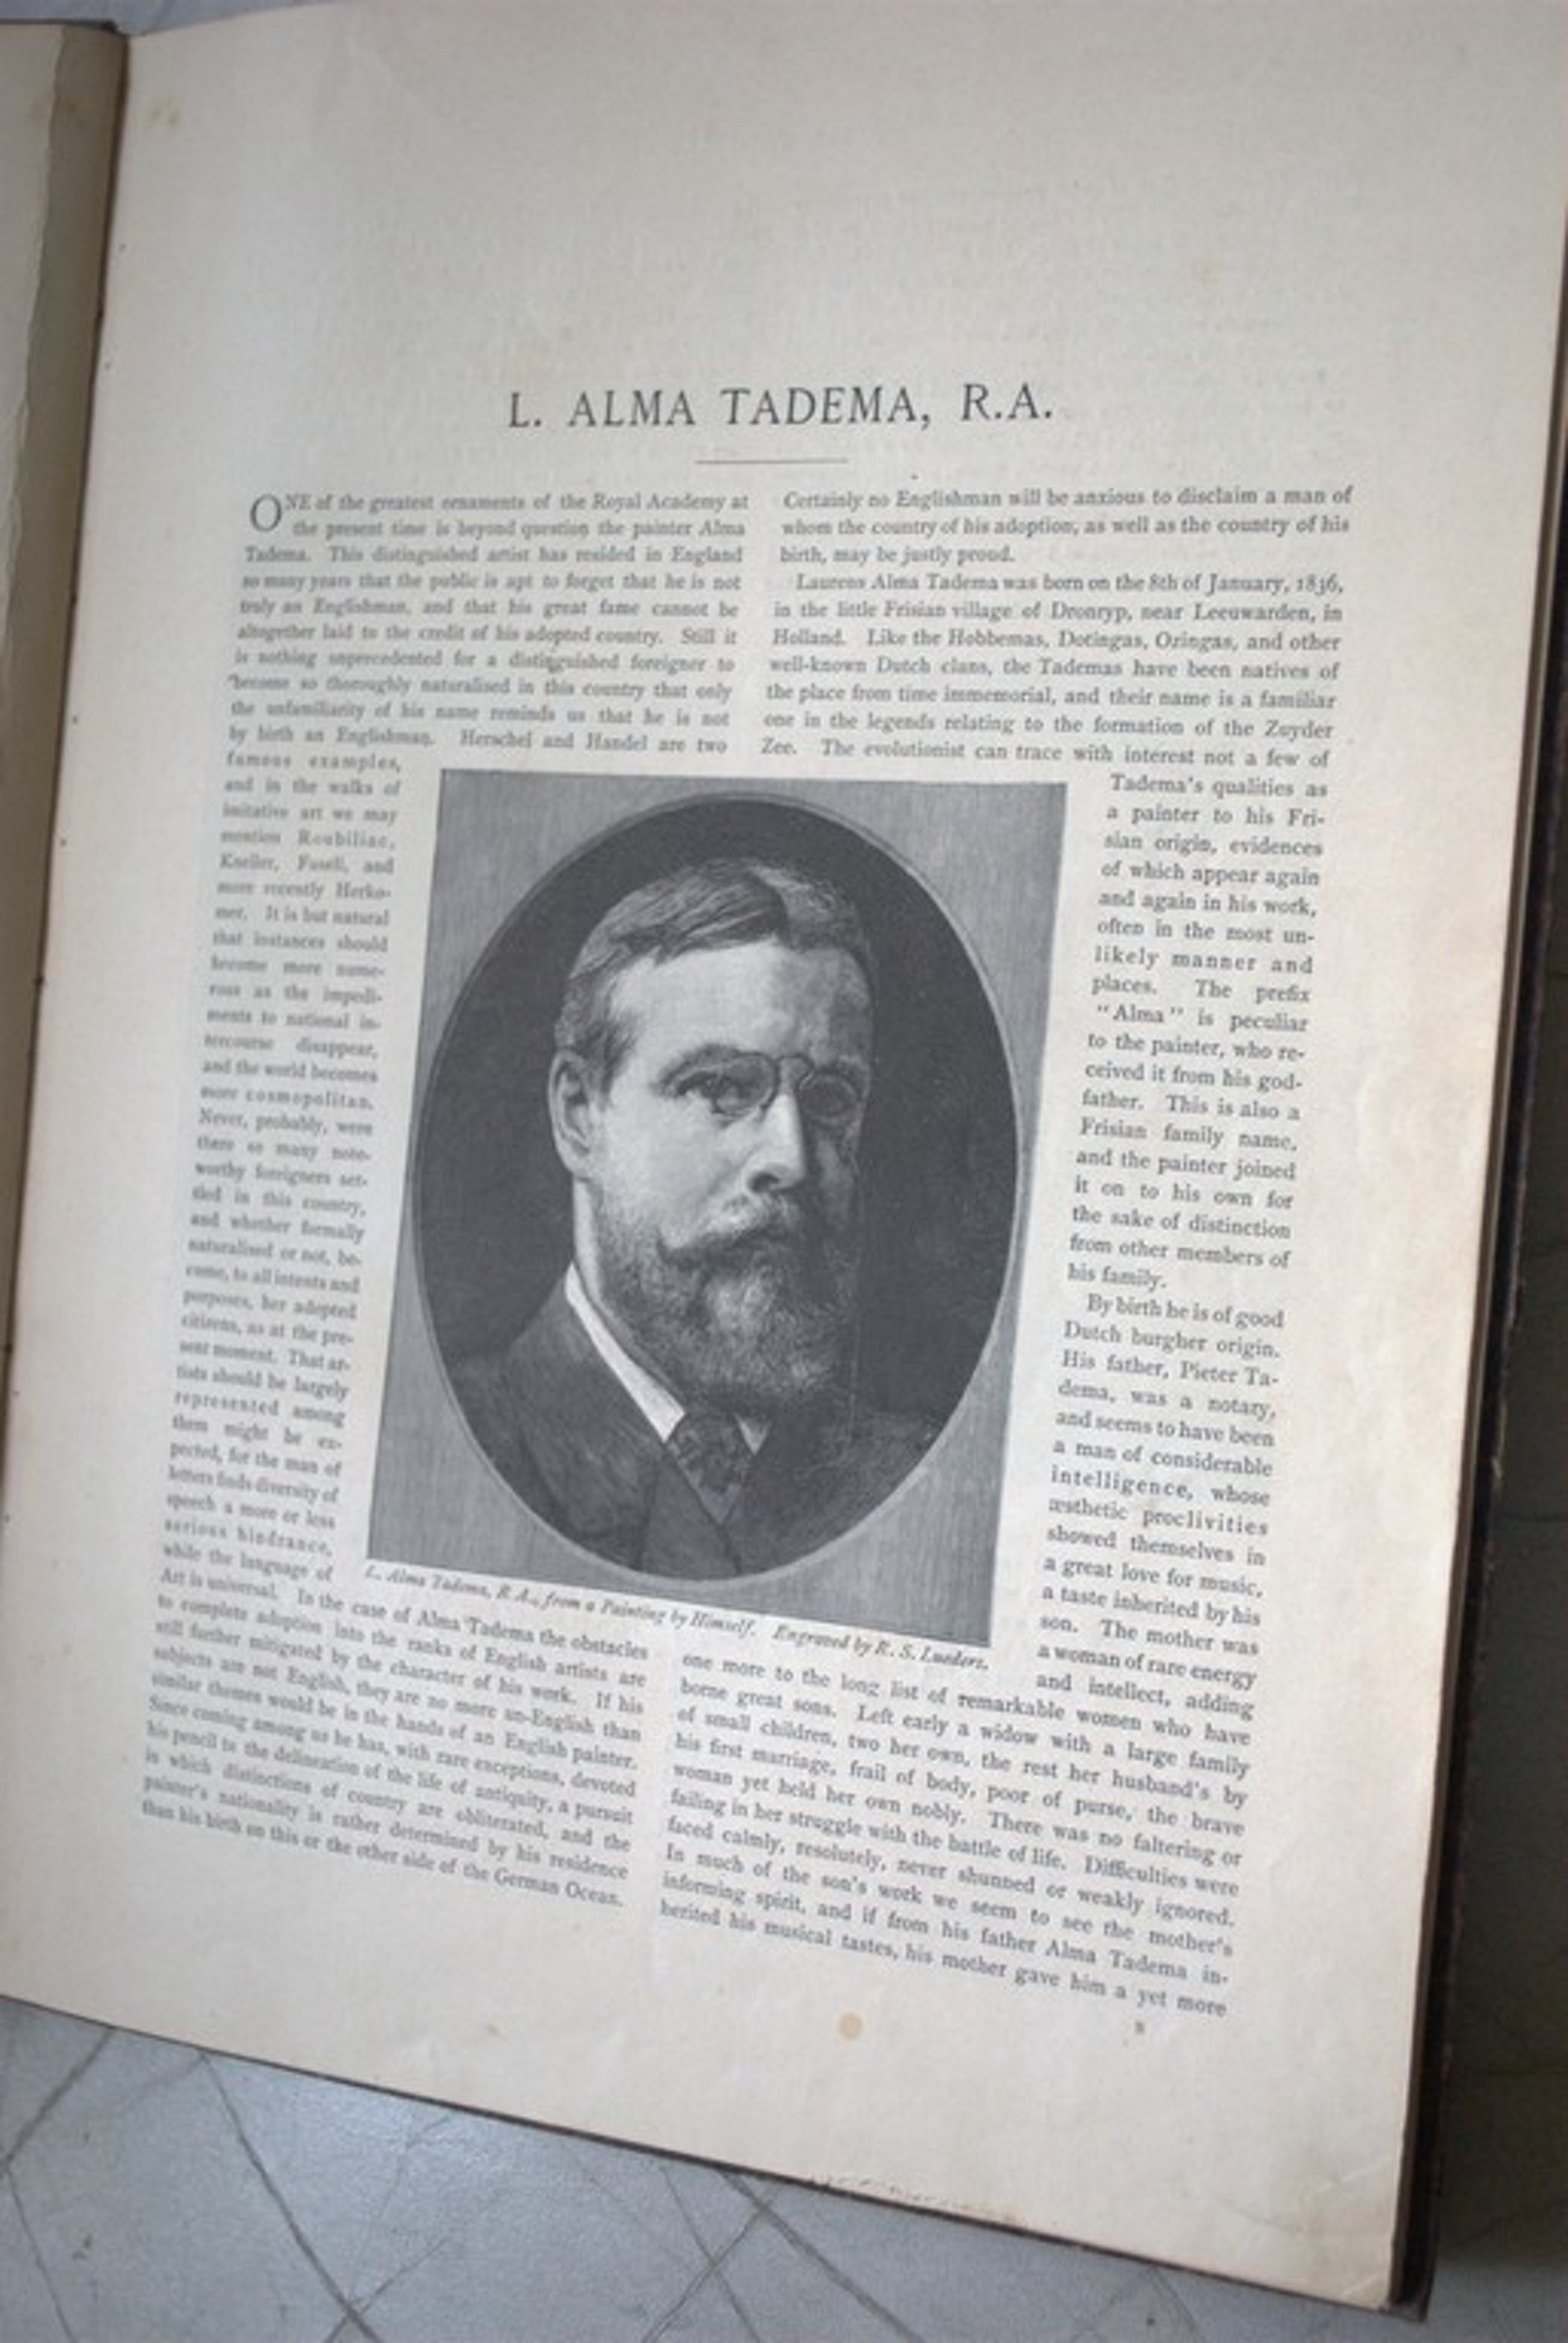 L. ALMA TADEMA, R.A.
ONE of the greatest ornaments of the Royal Academy at
the present time is beyond question the painter Alma
Tadema. This distinguished artist has resided in England
so many years that the public is apt to forget that he is not
truly an Englishman, and that his great fame cannot be
altogether laid to the credit of his adopted country. Still it
is nothing unprecedented for a distinguished foreigner to
become so thoroughly naturalised in this country that only
the unfamiliarity of his name reminds us that he is not
by birth an Englishman. Herschel and Handel are two
famous examples,
and in the walks of
imitative art we may
mention Roubiliac,
Kneller, Fuseli, and
more recently Herko-
mer. It is but natural
that instances should
become more nume-
rous as the impedi-
ments to national in-
tercourse disappear,
and the world becomes
more cosmopolitan.
Never, probably, were
there so many note-
worthy foreigners set-
tled in this country,
and whether formally
naturalised or not, be-
come, to all intents and
purposes, her adopted
citizens, as at the pre-
sent moment. That ar-
tists should be largely
represented among
them might be ex-
pected, for the man of
letters finds diversity of
speech a more or less
serious hindrance,
while the language of
Art is universal. In the case of Alma Tadema the obstacles
to complete adoption into the ranks of English artists are
still further mitigated by the character of his work. If his
subjects are not English, they are no more un-English than
similar themes would be in the hands of an English painter.
Since coming among us he has, with rare exceptions, devoted
his pencil to the delineation of the life of antiquity, a pursuit
in which distinctions of country are obliterated, and the
painter's nationality is rather determined by his residence
than his birth on this or the other side of the German Ocean.
L. Alma Tadema, R.A., from a Painting by Himself. Engraved by R. S. Lueders.
Certainly no Englishman will be anxious to disclaim a man of
whom the country of his adoption, as well as the country of his
birth, may be justly proud.
Laurens Alma Tadema was born on the 8th of January, 1836,
in the little Frisian village of Dronryp, near Leeuwarden, in
Holland. Like the Hobbemas, Dotingas, Ozingas, and other
well-known Dutch clans, the Tademas have been natives of
the place from time immemorial, and their name is a familiar
one in the legends relating to the formation of the Zuyder
Zee. The evolutionist can trace with interest not a few of
Tadema's qualities as
a painter to his Fri-
sian origin, evidences
of which appear again
and again in his work,
often in the most un-
likely manner and
places. The prefix
"Alma" is peculiar
to the painter, who re-
ceived it from his god-
father. This is also a
Frisian family name,
and the painter joined
it on to his own for
the sake of distinction
from other members of
his family.
By birth he is of good
Dutch burgher origin.
His father, Pieter Ta-
dema, was a notary,
and seems to have been
a man of considerable
intelligence, whose
æsthetic proclivities
showed themselves in
a great love for music,
a taste inherited by his
son. The mother was
a woman of rare energy
and intellect, adding
one more to the long list of remarkable women who have
borne great sons. Left early a widow with a large family
of small children, two her own, the rest her husband's by
his first marriage, frail of body, poor of purse, the brave
woman yet held her own nobly. There was no faltering or
failing in her struggle with the battle of life. Difficulties were
faced calmly, resolutely, never shunned or weakly ignored.
In much of the son's work we seem to see the mother's
informing spirit, and if from his father Alma Tadema in-
herited his musical tastes, his mother gave him a yet more